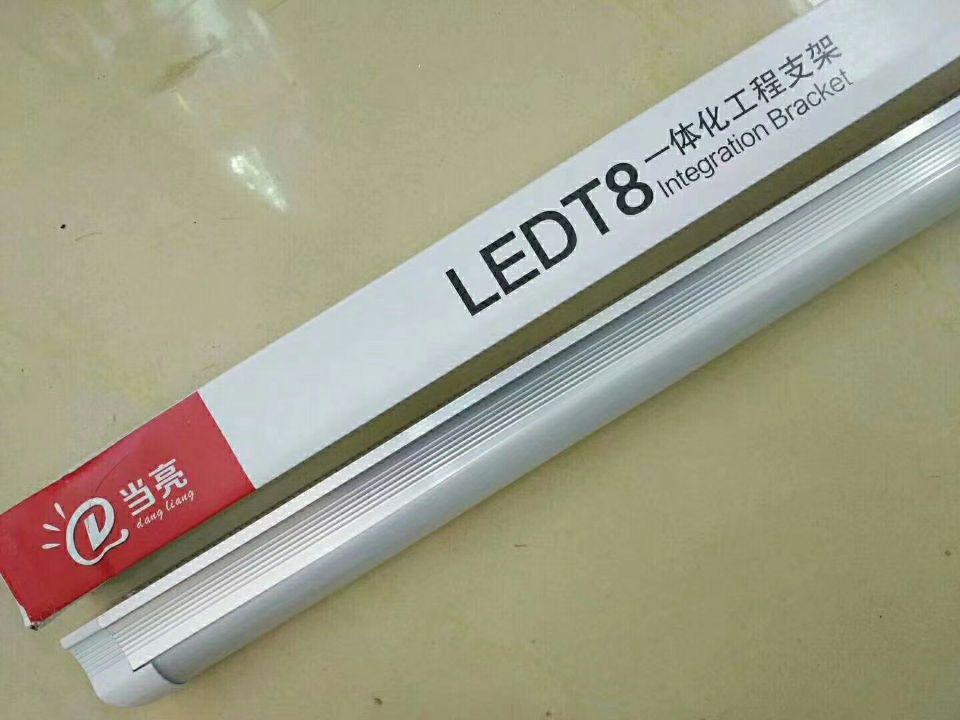 LEDT8
一体化工程支架
Integration Bracket
当亮
dang liang